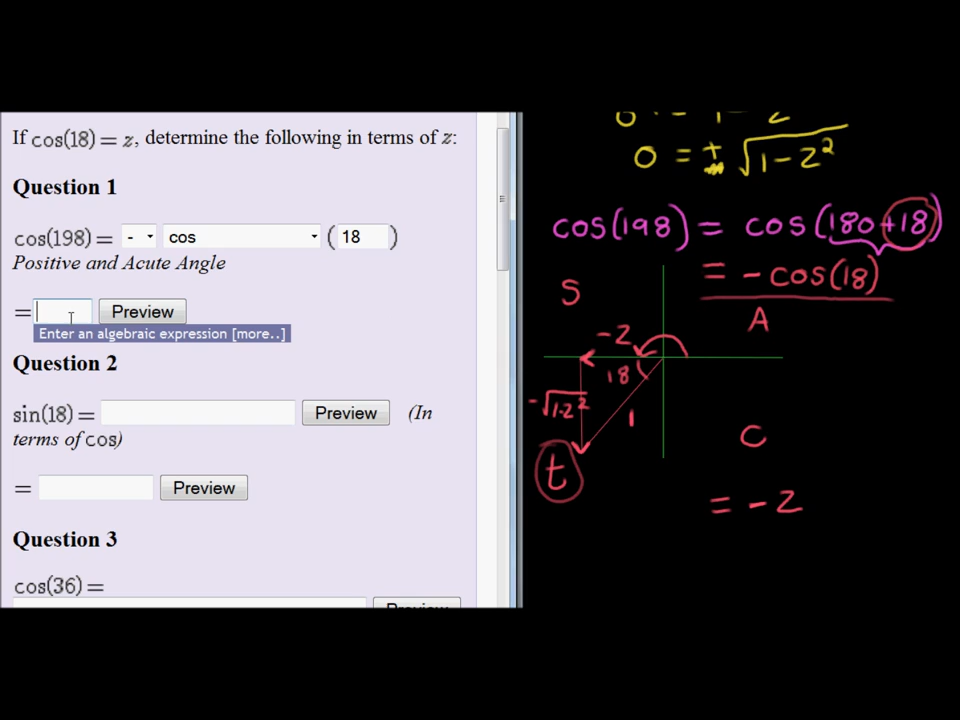 If cos(18) = z, determine the following in terms of z:
Question 1
cos(198) = - cos (18)
Positive and Acute Angle
= Preview
Enter an algebraic expression [more..]
Question 2
sin(18) = Preview (In
terms of cos)
= Preview
Question 3
cos(36) =
Preview
0 = ± √1-z²
cos(198) = cos(180+18)
= -cos(18)
S
A
-z
18
-√1-z²
1
t
C
= -z